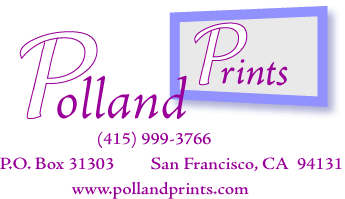 Polland Prints
(415) 999-3766
P.O. Box 31303 San Francisco, CA 94131
www.pollandprints.com